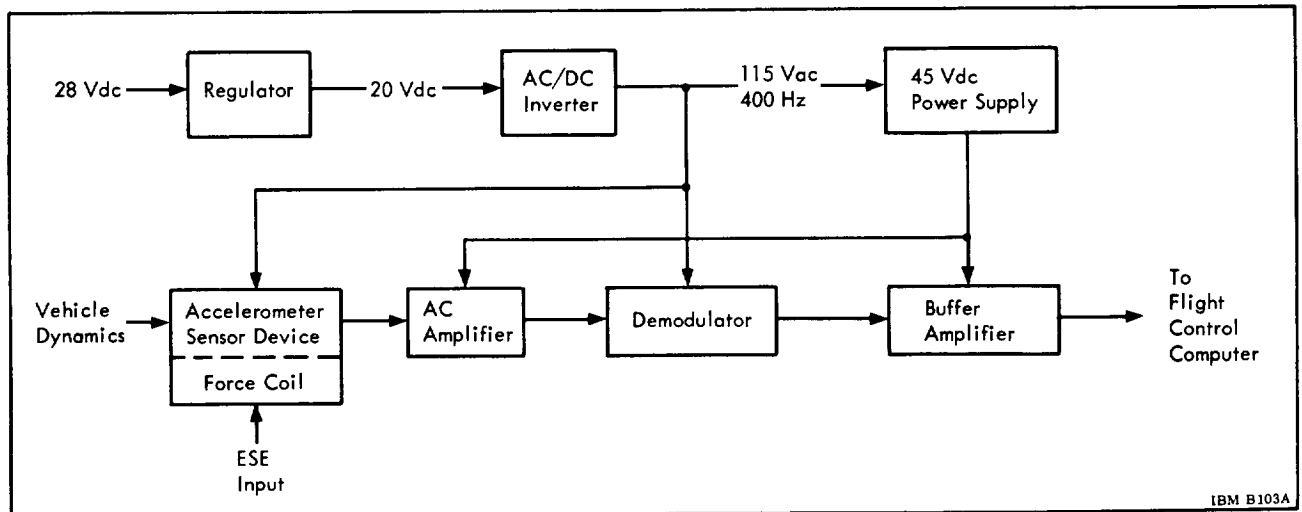 28 Vdc
Regulator
20 Vdc
AC/DC
Inverter
115 Vac
400 Hz
45 Vdc
Power Supply
Vehicle
Dynamics
Accelerometer
Sensor Device
Force Coil
AC
Amplifier
Demodulator
Buffer
Amplifier
To
Flight
Control
Computer
ESE
Input
IBM B103A